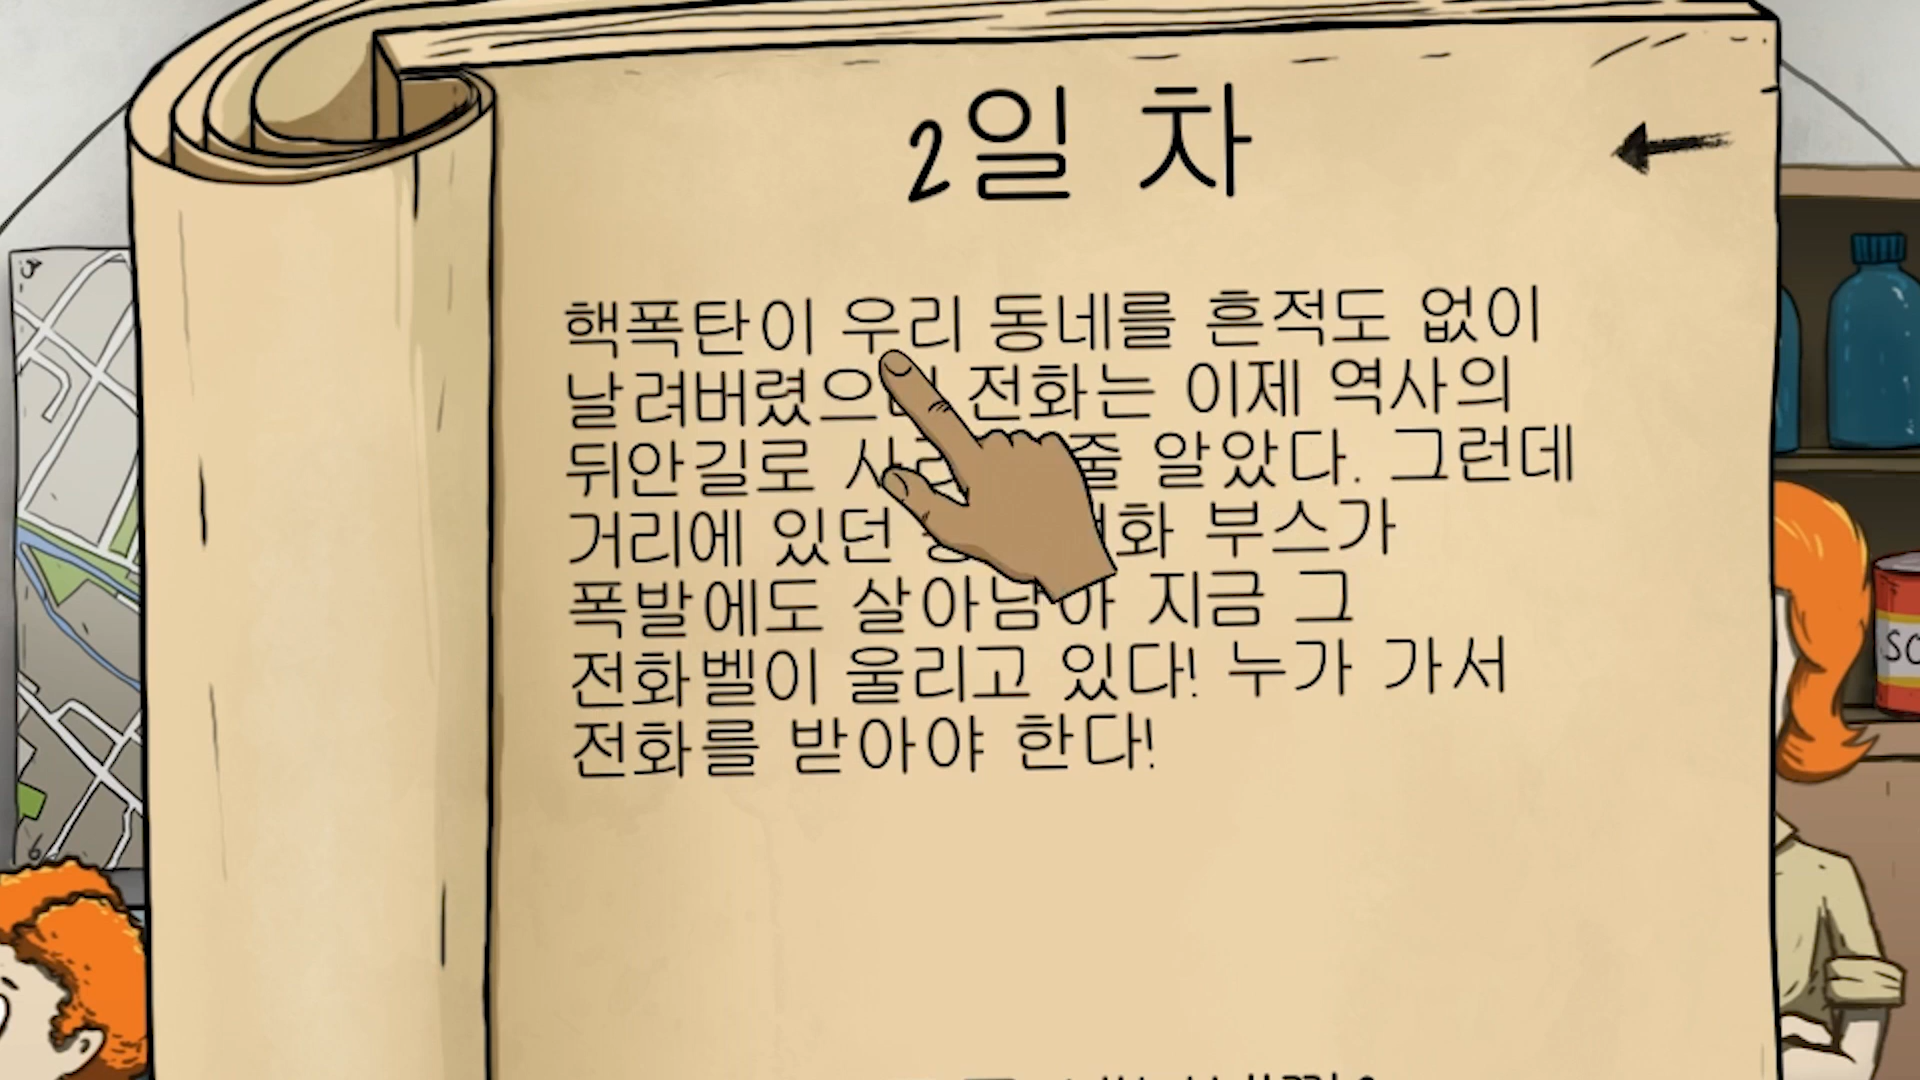 2일 차
핵폭탄이 우리 동네를 흔적도 없이
날려버렸으니 전화는 이제 역사의
뒤안길로 줄 알았다. 그런데
거리에 있던 부스가
폭발에도 살아남아 지금 그
전화벨이 울리고 있다! 누가 가서
전화를 받아야 한다!